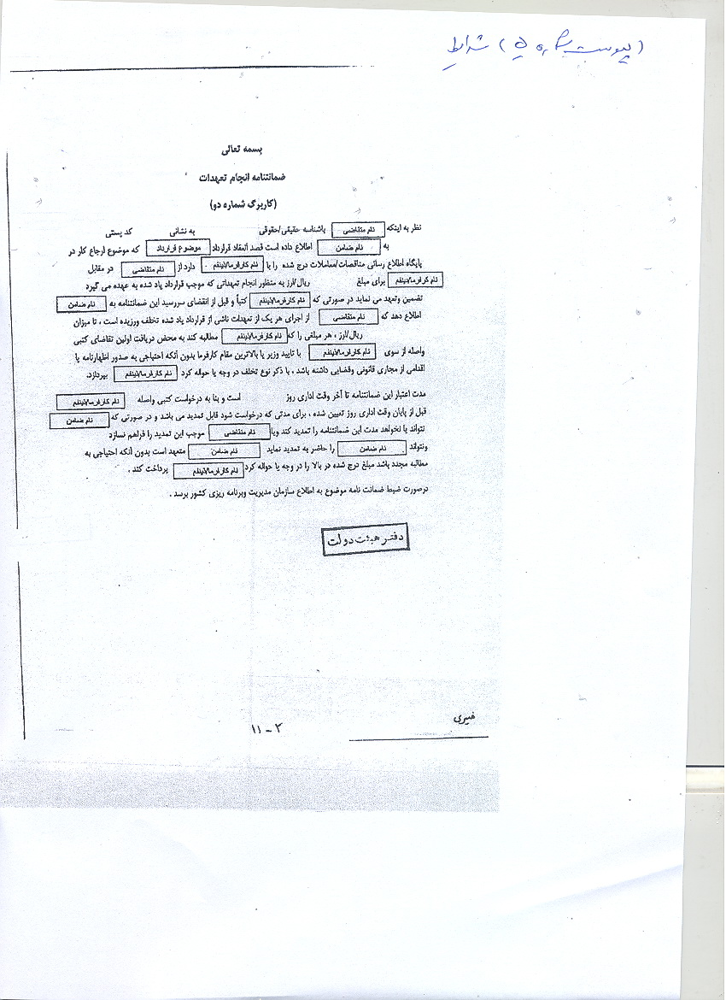 (پیوست شماره ۵) شرایط
بسمه تعالی
ضمانتنامه انجام تعهدات
(کاربرگ شماره دو)
نظر به اینکه نام متقاضی باشناسه حقیقی/حقوقی به نشانی کد پستی
به نام ضامن اطلاع داده است قصد انعقاد قرارداد موضوع قرارداد که موضوع ارجاع کار در
پایگاه اطلاع رسانی مناقصات/معاملات درج شده را با نام کارفرما/ذینفع دارد از نام متقاضی در مقابل
نام کرفرما/ذینفع برای مبلغ ریال/ارز به منظور انجام تعهداتی که موجب قرارداد یاد شده به عهده می گیرد
تضمین وتعهد می نماید در صورتی که نام کارفرما/ذینفع کتباً و قبل از انقضای سررسید این ضمانتنامه به نام ضامن
اطلاع دهد که نام متقاضی از اجرای هر یک از تعهدات ناشی از قرارداد یاد شده تخلف ورزیده است ، تا میزان
ریال/ارز ، هر مبلغی را که نام کارفرما/ذینفع مطالبه کند به محض دریافت اولین تقاضای کتبی
واصله از سوی نام کارفرما/ذینفع با تایید وزیر یا بالاترین مقام کارفرما بدون آنکه احتیاجی به صدور اظهارنامه یا
اقدامی از مجاری قانونی وقضایی داشته باشد ، با ذکر نوع تخلف در وجه یا حواله کرد نام کارفرما/ذینفع بپردازد.
مدت اعتبار این ضمانتنامه تا آخر وقت اداری روز است و بنا به درخواست کتبی واصله نام کارفرما/ذینفع
قبل از پایان وقت اداری روز تعیین شده ، برای مدتی که درخواست شود قابل تمدید می باشد و در صورتی که نام ضامن
نتواند یا نخواهد مدت این ضمانتنامه را تمدید کند ویا نام متقاضی موجب این تمدید را فراهم نسازد
ونتواند نام ضامن را حاضر به تمدید نماید نام ضامن متعهد است بدون آنکه احتیاجی به
مطالبه مجدد باشد مبلغ درج شده در بالا را در وجه یا حواله کرد نام کارفرما/ذینفع پرداخت کند .
درصورت ضبط ضمانت نامه موضوع به اطلاع سازمان مدیریت وبرنامه ریزی کشور برسد .
دفتر هیئت دولت
۱۱-۲